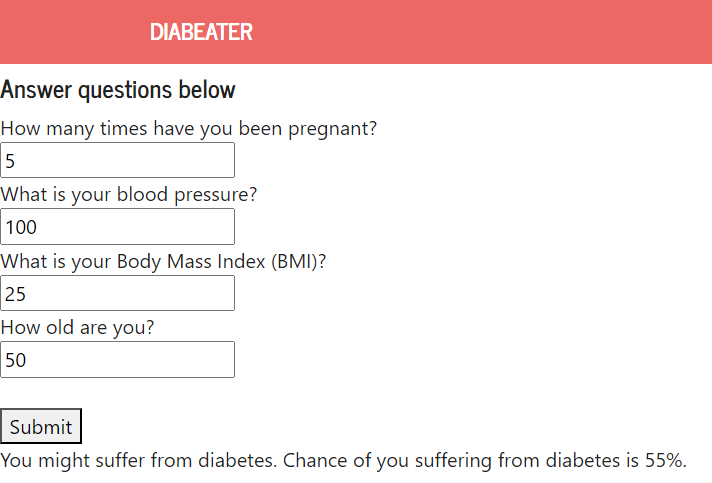 DIABEATER
Answer questions below
How many times have you been pregnant?
5
What is your blood pressure?
100
What is your Body Mass Index (BMI)?
25
How old are you?
50
Submit
You might suffer from diabetes. Chance of you suffering from diabetes is 55%.